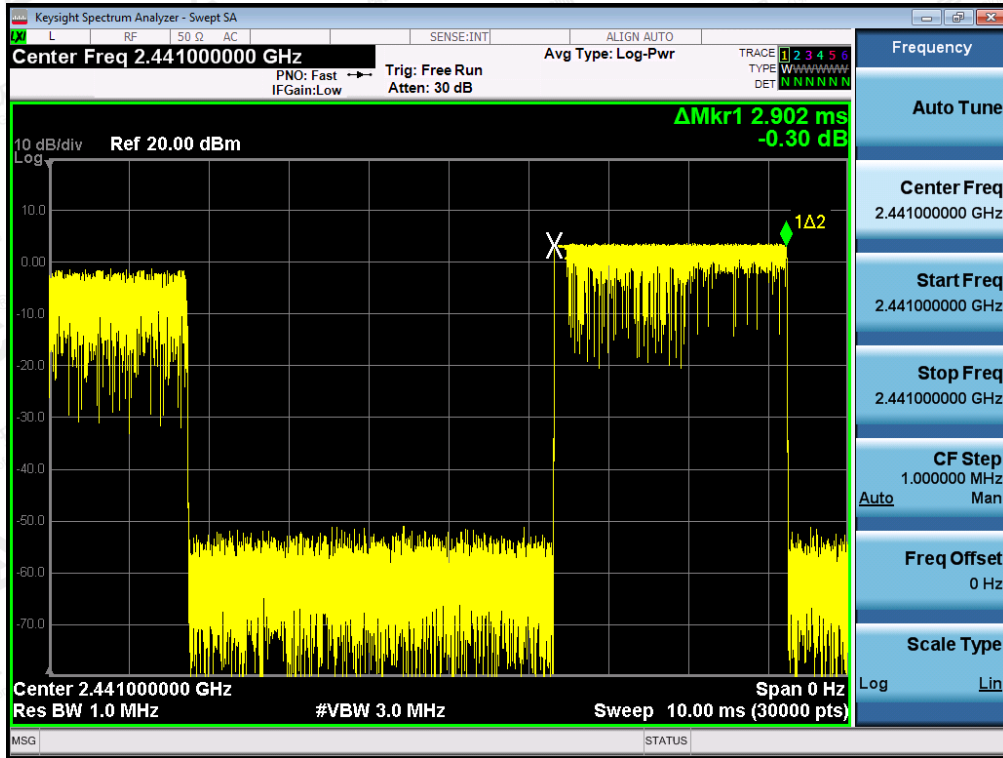 Keysight Spectrum Analyzer - Swept SA
LXI L RF 50 Ω AC SENSE:INT ALIGN AUTO
Center Freq 2.441000000 GHz
PNO: Fast
IFGain:Low
Trig: Free Run
Atten: 30 dB
Avg Type: Log-Pwr
TRACE 1 2 3 4 5 6
TYPE WWWWWW
DET N N N N N N
ΔMkr1 2.902 ms
-0.30 dB
10 dB/div Ref 20.00 dBm
Log
10.0
0.00
-10.0
-20.0
-30.0
-40.0
-50.0
-60.0
-70.0
X
1Δ2
Center 2.441000000 GHz Span 0 Hz
Res BW 1.0 MHz #VBW 3.0 MHz Sweep 10.00 ms (30000 pts)
MSG STATUS
Frequency
Auto Tune
Center Freq
2.441000000 GHz
Start Freq
2.441000000 GHz
Stop Freq
2.441000000 GHz
CF Step
1.000000 MHz
Auto Man
Freq Offset
0 Hz
Scale Type
Log Lin